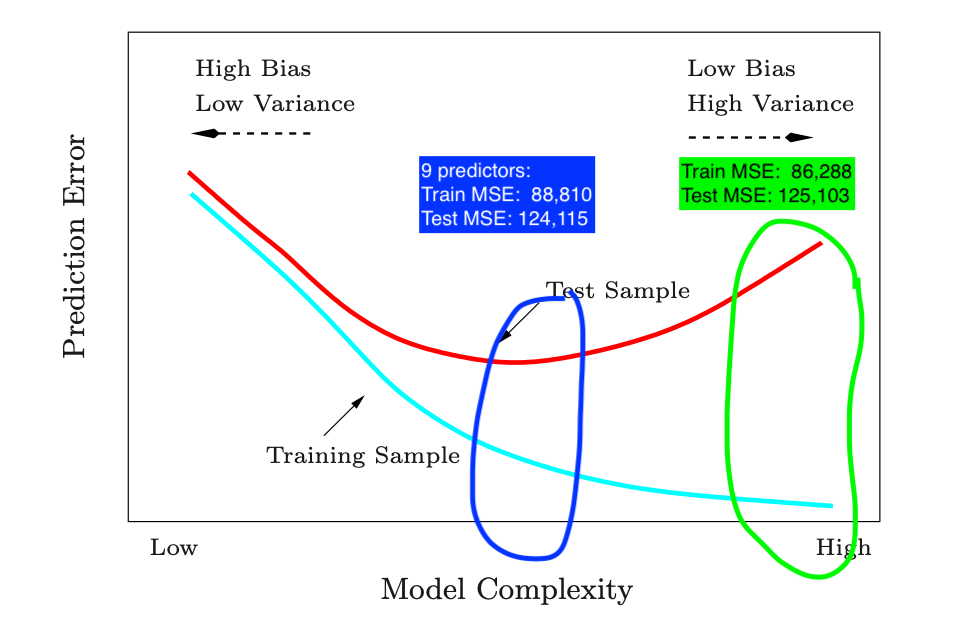 High Bias
Low Variance
Low Bias
High Variance
9 predictors:
Train MSE: 88,810
Test MSE: 124,115
Train MSE: 86,288
Test MSE: 125,103
Prediction Error
Test Sample
Training Sample
Low
High
Model Complexity